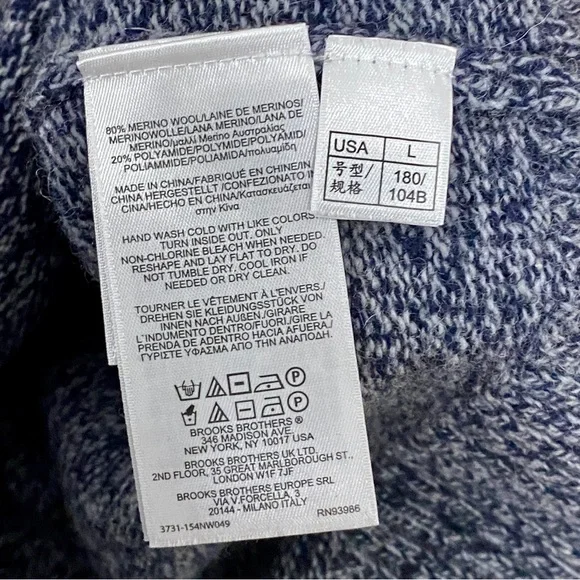 80% MERINO WOOL/LAINE DE MERINOS/
MERINOWOLLE/LANA MERINO/LANA DE
MERINO/μαλλί Merino Αυστραλίας
20% POLYAMIDE/POLYMIDE/POLYAMID/
POLIAMMIDE/POLIAMIDA/πολυαμίδη
MADE IN CHINA/FABRIQUÉ EN CHINE/IN
CHINA HERGESTELLT /CONFEZIONATO IN
CINA/HECHO EN CHINA/Κατασκευάζεται
στην Κίνα
HAND WASH COLD WITH LIKE COLORS.
TURN INSIDE OUT. ONLY
NON-CHLORINE BLEACH WHEN NEEDED.
RESHAPE AND LAY FLAT TO DRY. DO
NOT TUMBLE DRY. COOL IRON IF
NEEDED OR DRY CLEAN.
TOURNER LE VÊTEMENT À L'ENVERS./
DREHEN SIE KLEIDUNGSSTÜCK VON
INNEN NACH AUßEN./GIRARE
L'INDUMENTO DENTRO/FUORI./GIRE LA
PRENDA DE ADENTRO HACIA AFUERA./
ΓΥΡΙΣΤΕ ΥΦΑΣΜΑ ΑΠΟ ΤΗΝ ΑΝΑΠΟΔΗ.
P
P
BROOKS BROTHERS ®
346 MADISON AVE.
NEW YORK, NY 10017 USA
BROOKS BROTHERS UK LTD.
2ND FLOOR, 35 GREAT MARLBOROUGH ST.,
LONDON W1F 7JF
BROOKS BROTHERS EUROPE SRL
VIA V.FORCELLA, 3
20144 - MILANO ITALY
3731-154NW049 RN93986
USA L
号型/ 180/
规格 104B